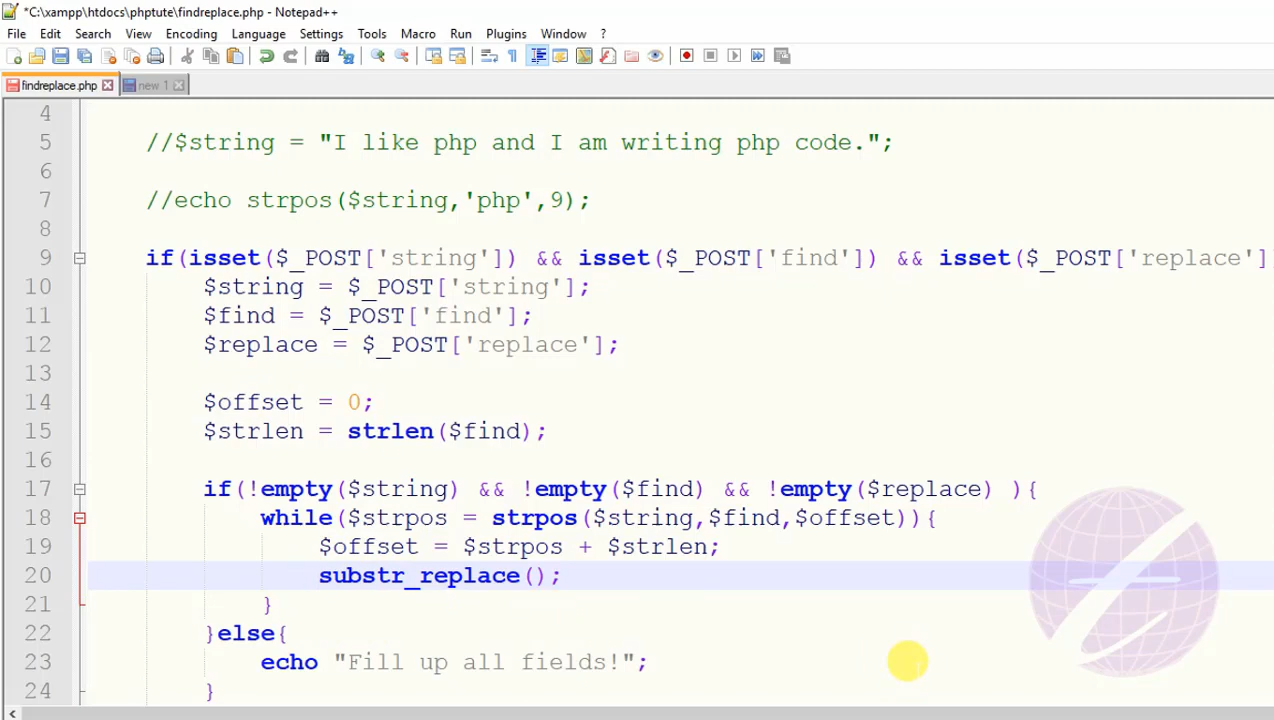 *C:\xampp\htdocs\phptute\findreplace.php - Notepad++
File Edit Search View Encoding Language Settings Tools Macro Run Plugins Window ?
findreplace.php new 1
4
5 //$string = "I like php and I am writing php code.";
6
7 //echo strpos($string,'php',9);
8
9 if(isset($_POST['string']) && isset($_POST['find']) && isset($_POST['replace']
10 $string = $_POST['string'];
11 $find = $_POST['find'];
12 $replace = $_POST['replace'];
13
14 $offset = 0;
15 $strlen = strlen($find);
16
17 if(!empty($string) && !empty($find) && !empty($replace) ){
18 while($strpos = strpos($string,$find,$offset)){
19 $offset = $strpos + $strlen;
20 substr_replace();
21 }
22 }else{
23 echo "Fill up all fields!";
24 }